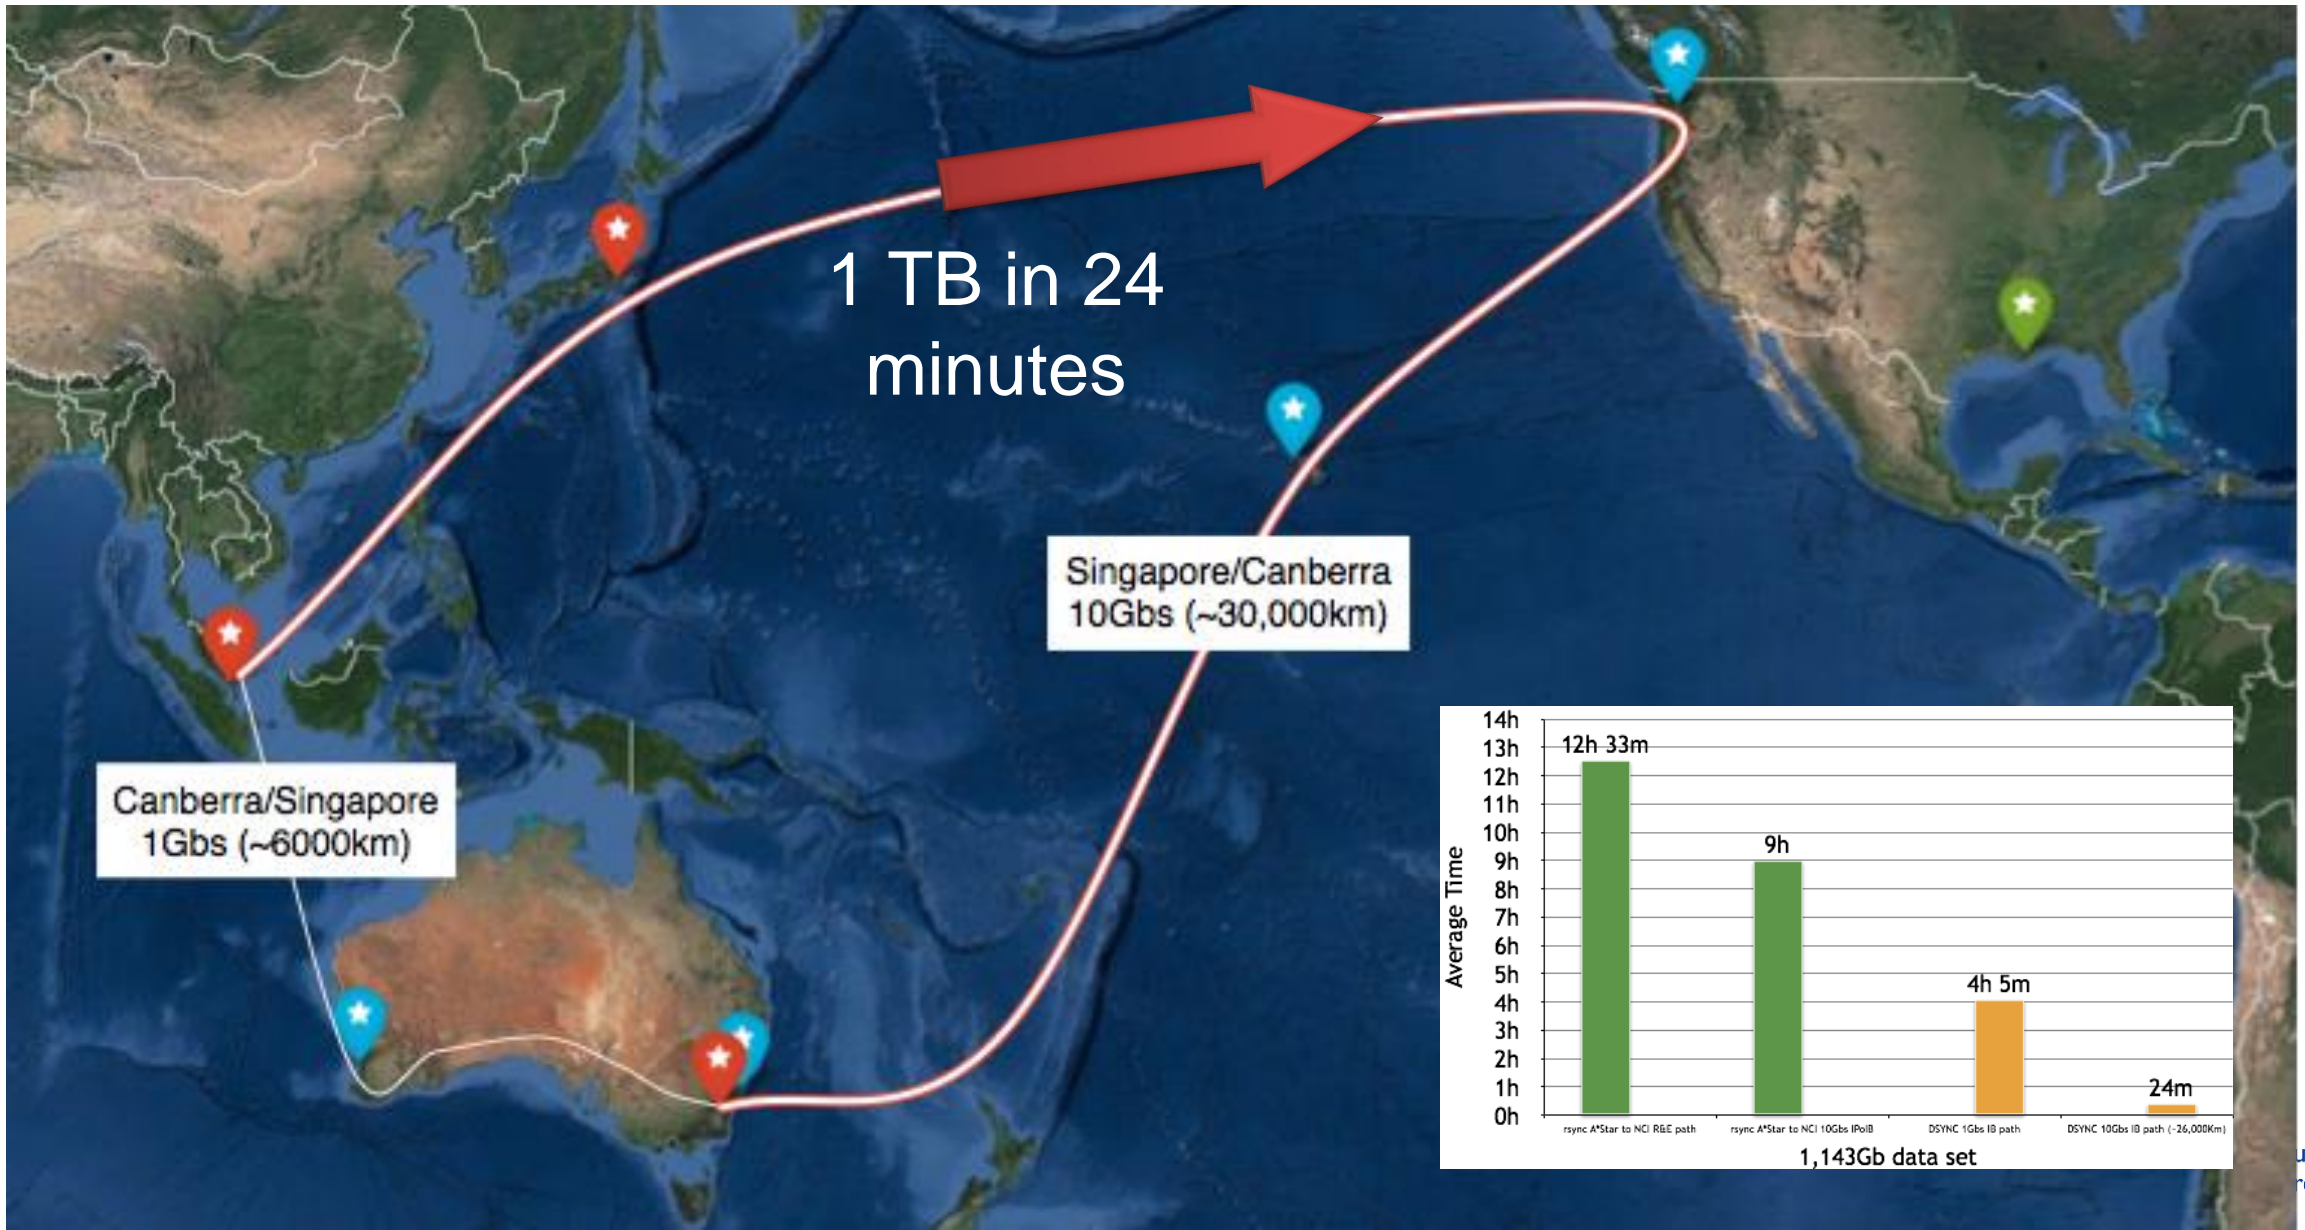 1 TB in 24
minutes
Singapore/Canberra
10Gbs (~30,000km)
Canberra/Singapore
1Gbs (~6000km)
14h
13h
12h
11h
10h
9h
8h
7h
6h
5h
4h
3h
2h
1h
0h
Average Time
12h 33m
9h
4h 5m
24m
rsync A*Star to NCI R&E path
rsync A*Star to NCI 10Gbs IPoIB
DSYNC 1Gbs IB path
DSYNC 10Gbs IB path (~26,000Km)
1,143Gb data set